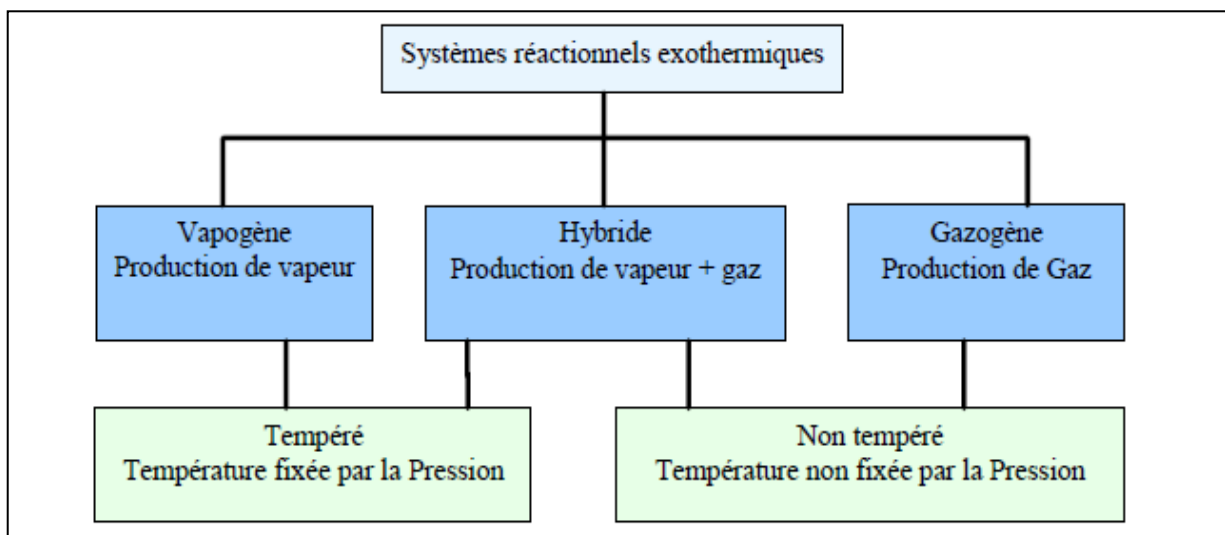 Systèmes réactionnels exothermiques
Vapogène
Production de vapeur
Hybride
Production de vapeur + gaz
Gazogène
Production de Gaz
Tempéré
Température fixée par la Pression
Non tempéré
Température non fixée par la Pression